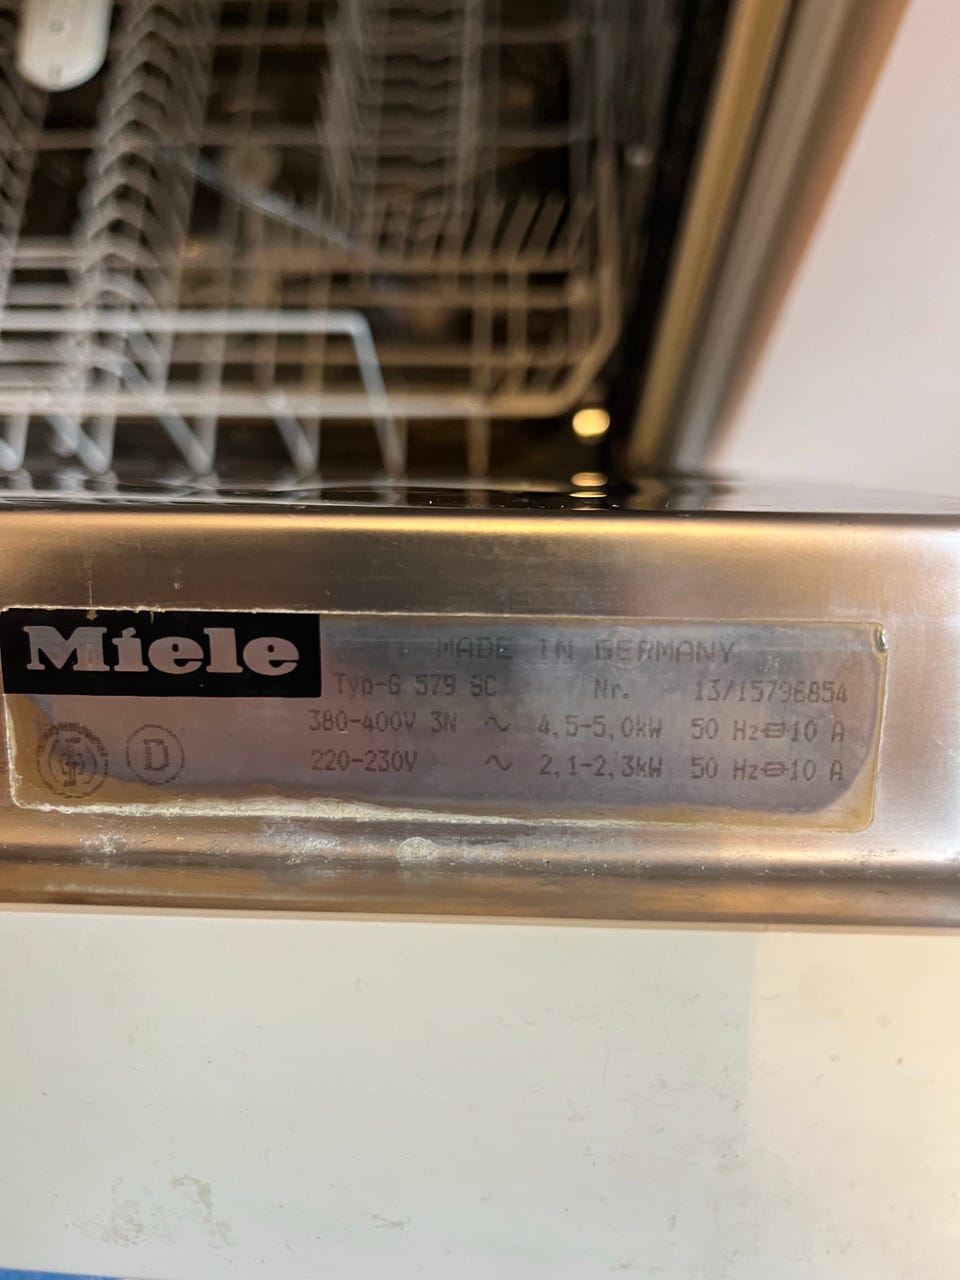 Miele
MADE IN GERMANY
Typ-G 579 SC Nr. 13/15796854
380-400V 3N ~ 4,5-5,0kW 50 Hz 10 A
220-230V ~ 2,1-2,3kW 50 Hz 10 A
D